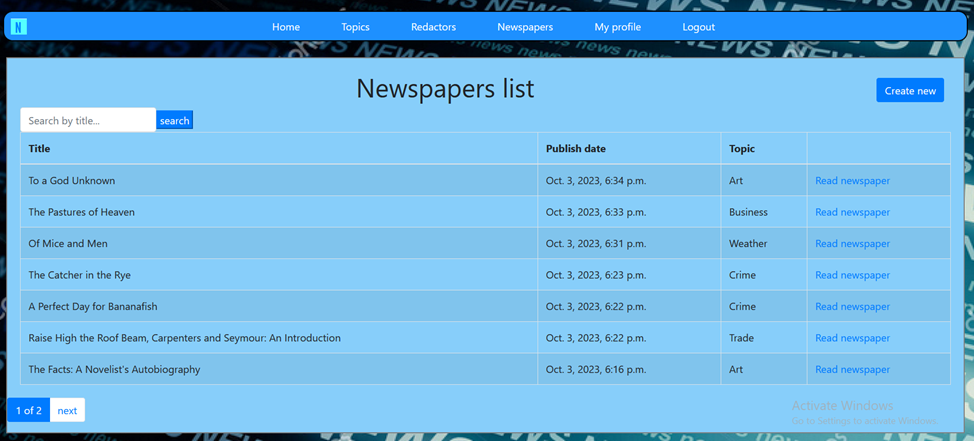 N
Home Topics Redactors Newspapers My profile Logout
Newspapers list
Create new
Search by title... search
Title Publish date Topic
To a God Unknown Oct. 3, 2023, 6:34 p.m. Art Read newspaper
The Pastures of Heaven Oct. 3, 2023, 6:33 p.m. Business Read newspaper
Of Mice and Men Oct. 3, 2023, 6:31 p.m. Weather Read newspaper
The Catcher in the Rye Oct. 3, 2023, 6:23 p.m. Crime Read newspaper
A Perfect Day for Bananafish Oct. 3, 2023, 6:22 p.m. Crime Read newspaper
Raise High the Roof Beam, Carpenters and Seymour: An Introduction Oct. 3, 2023, 6:22 p.m. Trade Read newspaper
The Facts: A Novelist's Autobiography Oct. 3, 2023, 6:16 p.m. Art Read newspaper
1 of 2 next
Activate Windows
Go to Settings to activate Windows.